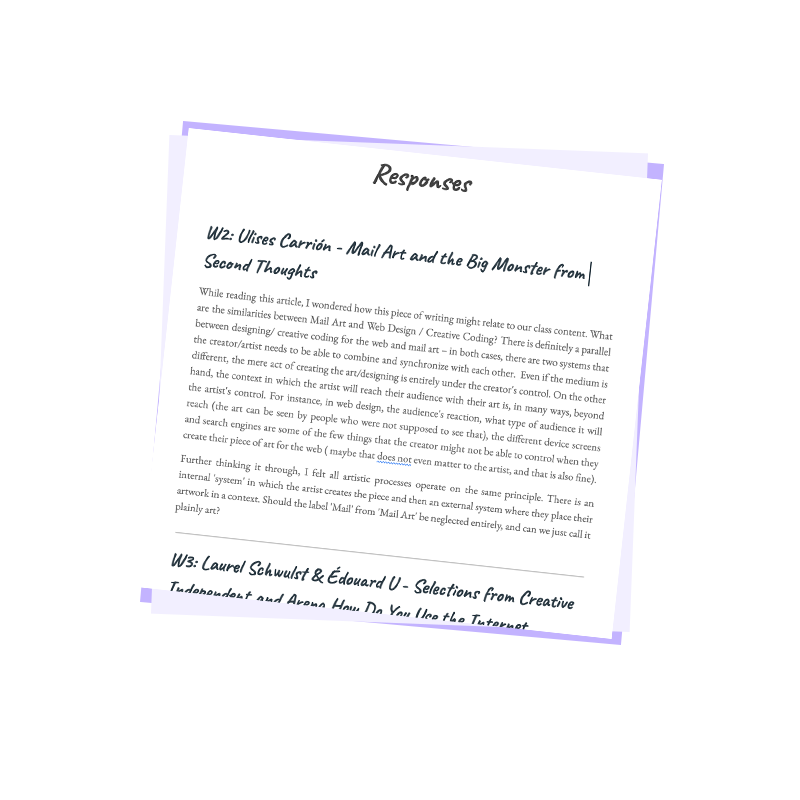 Responses
W2: Ulises Carrión - Mail Art and the Big Monster from
Second Thoughts
While reading this article, I wondered how this piece of writing might relate to our class content. What
are the similarities between Mail Art and Web Design / Creative Coding? There is definitely a parallel
between designing/ creative coding for the web and mail art – in both cases, there are two systems that
the creator/artist needs to be able to combine and synchronize with each other. Even if the medium is
different, the mere act of creating the art/designing is entirely under the creator's control. On the other
hand, the context in which the artist will reach their audience with their art is, in many ways, beyond
the artist's control. For instance, in web design, the audience's reaction, what type of audience it will
reach (the art can be seen by people who were not supposed to see that), the different device screens
and search engines are some of the few things that the creator might not be able to control when they
create their piece of art for the web ( maybe that does not even matter to the artist, and that is also fine).
Further thinking it through, I felt all artistic processes operate on the same principle. There is an
internal 'system' in which the artist creates the piece and then an external system where they place their
artwork in a context. Should the label 'Mail' from 'Mail Art' be neglected entirely, and can we just call it
plainly art?
W3: Laurel Schwulst & Édouard U - Selections from Creative
Independent and Arena How Do You Use the Internet